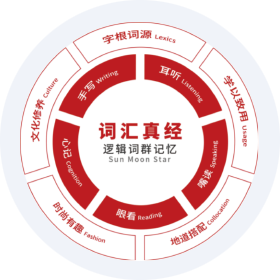 字根词源 Lexics
学以致用 Usage
地道搭配 Collocation
时尚有趣 Fashion
文化修养 Culture
手写 Writing
耳听 Listening
嘴读 Speaking
眼看 Reading
心记 Cognition
词汇真经
逻辑词群记忆
Sun Moon Star